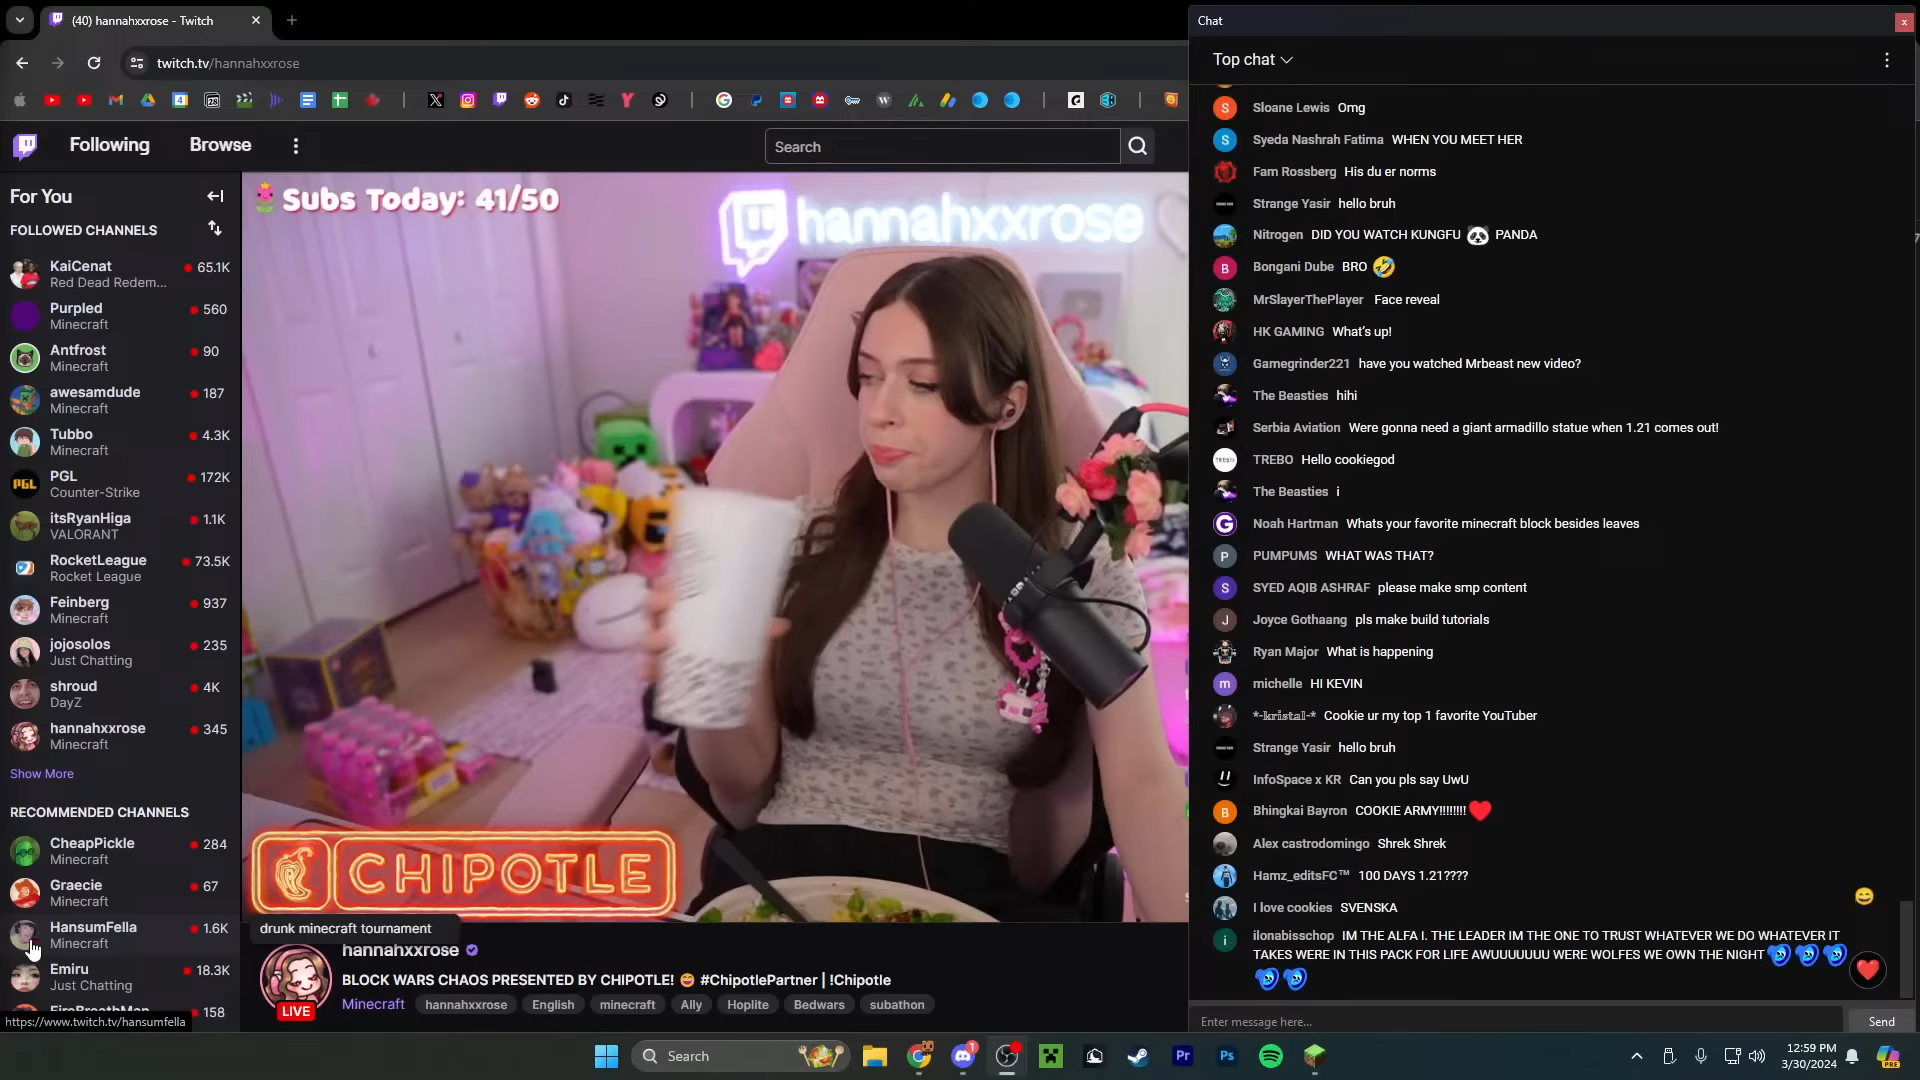 (40) hannahxxrose - Twitch
twitch.tv/hannahxxrose
Following
Browse
Search
For You
FOLLOWED CHANNELS
KaiCenat
65.1K
Red Dead Redem...
Purpled
560
Minecraft
Antfrost
90
Minecraft
awesamdude
187
Minecraft
Tubbo
4.3K
Minecraft
PGL
172K
Counter-Strike
itsRyanHiga
1.1K
VALORANT
RocketLeague
73.5K
Rocket League
Feinberg
937
Minecraft
jojosolos
235
Just Chatting
shroud
4K
DayZ
hannahxxrose
345
Minecraft
Show More
RECOMMENDED CHANNELS
CheapPickle
284
Minecraft
Graecie
67
Minecraft
HansumFella
1.6K
Minecraft
Emiru
18.3K
Just Chatting
FireBreathMan
158
https://www.twitch.tv/hansumfella
Subs Today: 41/50
hannahxxrose
CHIPOTLE
drunk minecraft tournament
hannahxxrose
BLOCK WARS CHAOS PRESENTED BY CHIPOTLE! 😄 #ChipotlePartner | !Chipotle
LIVE
Minecraft hannahxxrose English minecraft Ally Hoplite Bedwars subathon
Chat
Top chat
Sloane Lewis Omg
Syeda Nashrah Fatima WHEN YOU MEET HER
Fam Rossberg His du er norms
Strange Yasir hello bruh
Nitrogen DID YOU WATCH KUNGFU 🐼 PANDA
Bongani Dube BRO 🤣
MrSlayerThePlayer Face reveal
HK GAMING What's up!
Gamegrinder221 have you watched Mrbeast new video?
The Beasties hihi
Serbia Aviation Were gonna need a giant armadillo statue when 1.21 comes out!
TREBO Hello cookiegod
The Beasties i
Noah Hartman Whats your favorite minecraft block besides leaves
PUMPUMS WHAT WAS THAT?
SYED AQIB ASHRAF please make smp content
Joyce Gothaang pls make build tutorials
Ryan Major What is happening
michelle HI KEVIN
*-𝕜𝕣𝕚𝕤𝕥𝕒𝕝-* Cookie ur my top 1 favorite YouTuber
Strange Yasir hello bruh
InfoSpace x KR Can you pls say UwU
Bhingkai Bayron COOKIE ARMY!!!!!!!! ❤️
Alex castrodomingo Shrek Shrek
Hamz_editsFC™ 100 DAYS 1.21????
I love cookies SVENSKA
ilonabisschop IM THE ALFA I. THE LEADER IM THE ONE TO TRUST WHATEVER WE DO WHATEVER IT
TAKES WERE IN THIS PACK FOR LIFE AWUUUUUU WERE WOLFES WE OWN THE NIGHT
Enter message here...
Send
Search
12:59 PM
3/30/2024